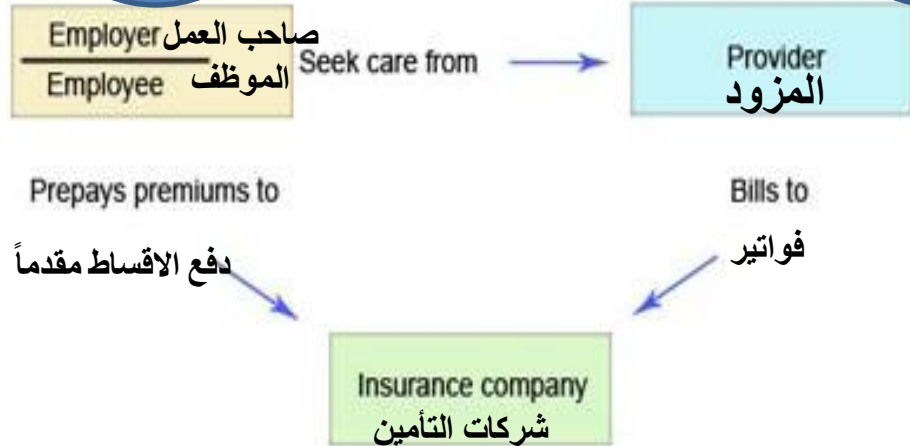 Employer صاحب العمل
Employee الموظف
Seek care from
Provider
المزود
Prepays premiums to
دفع الاقساط مقدماً
Bills to
فواتير
Insurance company
شركات التأمين